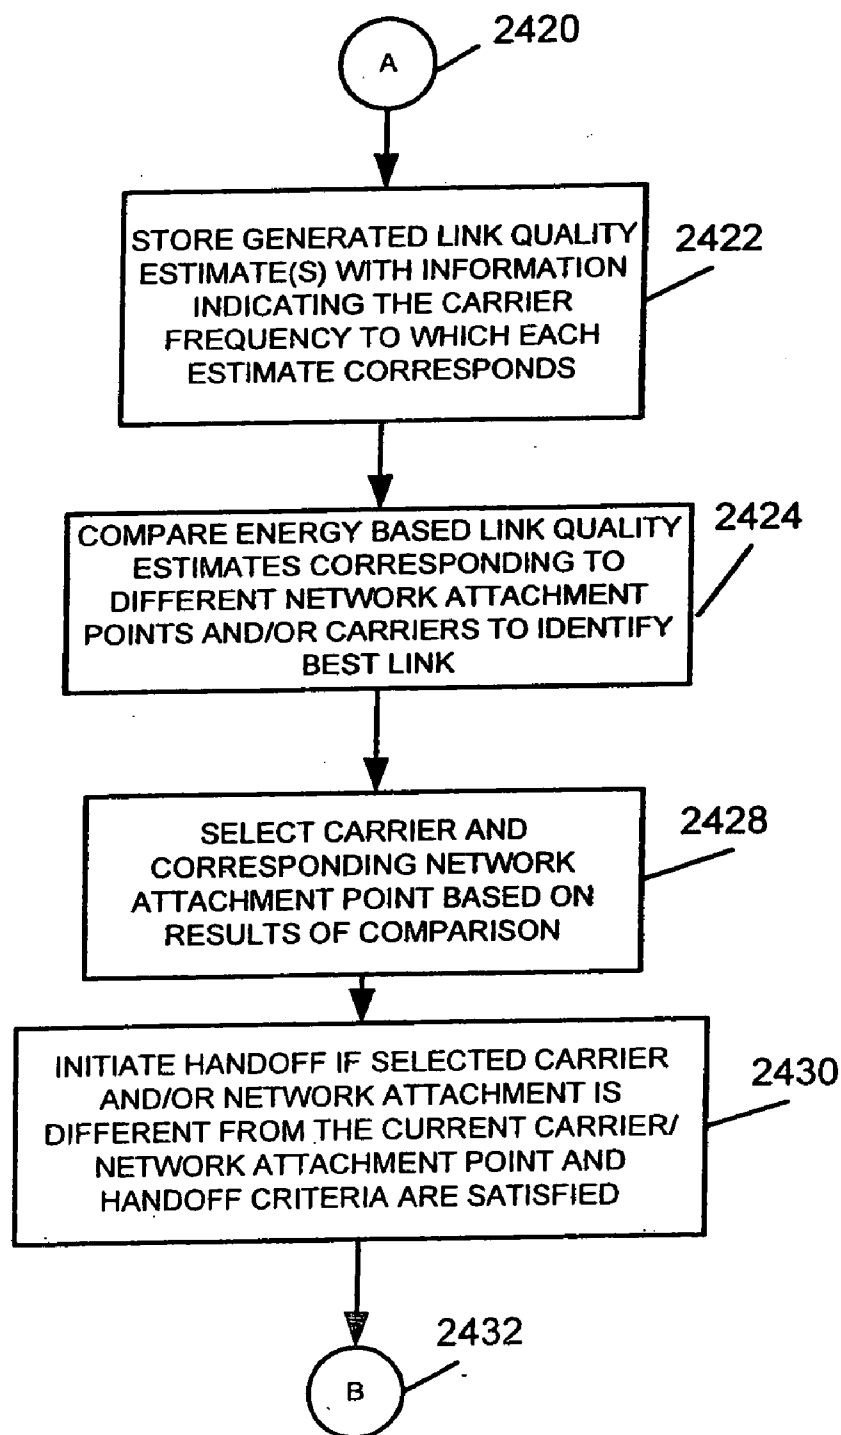 A
2420
STORE GENERATED LINK QUALITY
ESTIMATE(S) WITH INFORMATION
INDICATING THE CARRIER
FREQUENCY TO WHICH EACH
ESTIMATE CORRESPONDS
2422
COMPARE ENERGY BASED LINK QUALITY
ESTIMATES CORRESPONDING TO
DIFFERENT NETWORK ATTACHMENT
POINTS AND/OR CARRIERS TO IDENTIFY
BEST LINK
2424
SELECT CARRIER AND
CORRESPONDING NETWORK
ATTACHMENT POINT BASED ON
RESULTS OF COMPARISON
2428
INITIATE HANDOFF IF SELECTED CARRIER
AND/OR NETWORK ATTACHMENT IS
DIFFERENT FROM THE CURRENT CARRIER/
NETWORK ATTACHMENT POINT AND
HANDOFF CRITERIA ARE SATISFIED
2430
B
2432